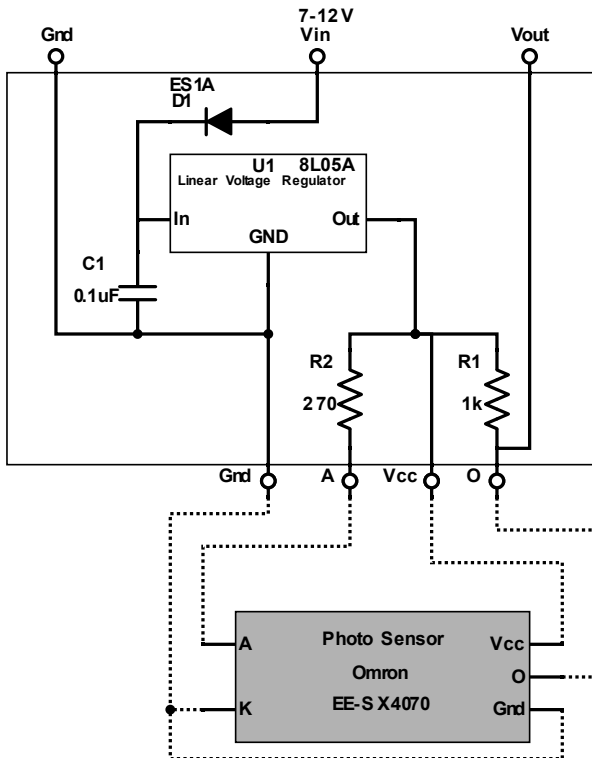 7-12 V
Gnd Vin Vout
ES1A
D1
U1 8L05A
Linear Voltage Regulator
In Out
GND
C1
0.1uF
R2 R1
270 1k
Gnd A Vcc O
Photo Sensor
A Vcc
Omron
O
EE-SX4070
K Gnd